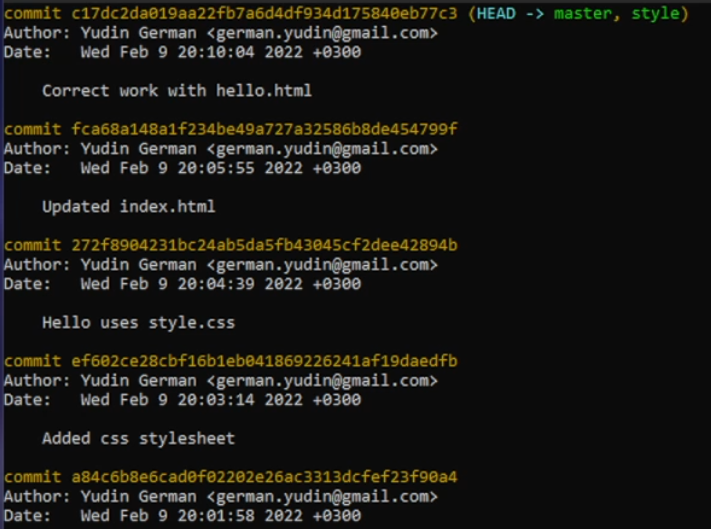 commit c17dc2da019aa22fb7a6d4df934d175840eb77c3 (HEAD -> master, style)
Author: Yudin German <german.yudin@gmail.com>
Date:   Wed Feb 9 20:10:04 2022 +0300
Correct work with hello.html
commit fca68a148a1f234be49a727a32586b8de454799f
Author: Yudin German <german.yudin@gmail.com>
Date:   Wed Feb 9 20:05:55 2022 +0300
Updated index.html
commit 272f8904231bc24ab5da5fb43045cf2dee42894b
Author: Yudin German <german.yudin@gmail.com>
Date:   Wed Feb 9 20:04:39 2022 +0300
Hello uses style.css
commit ef602ce28cbf16b1eb041869226241af19daedfb
Author: Yudin German <german.yudin@gmail.com>
Date:   Wed Feb 9 20:03:14 2022 +0300
Added css stylesheet
commit a84c6b8e6cad0f02202e26ac3313dcfef23f90a4
Author: Yudin German <german.yudin@gmail.com>
Date:   Wed Feb 9 20:01:58 2022 +0300